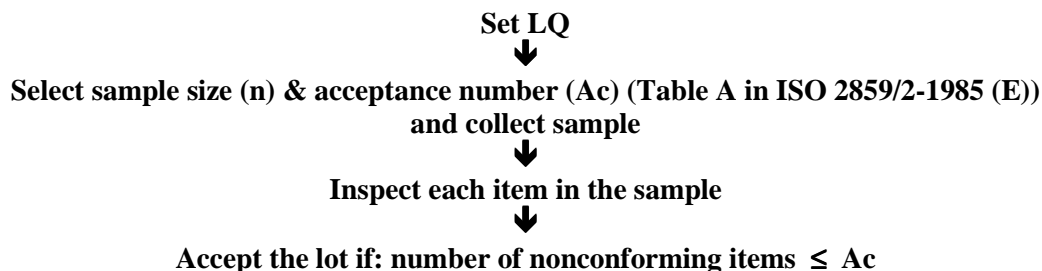 Set LQ
🡻
Select sample size (n) & acceptance number (Ac) (Table A in ISO 2859/2-1985 (E))
and collect sample
🡻
Inspect each item in the sample
🡻
Accept the lot if: number of nonconforming items ≤ Ac